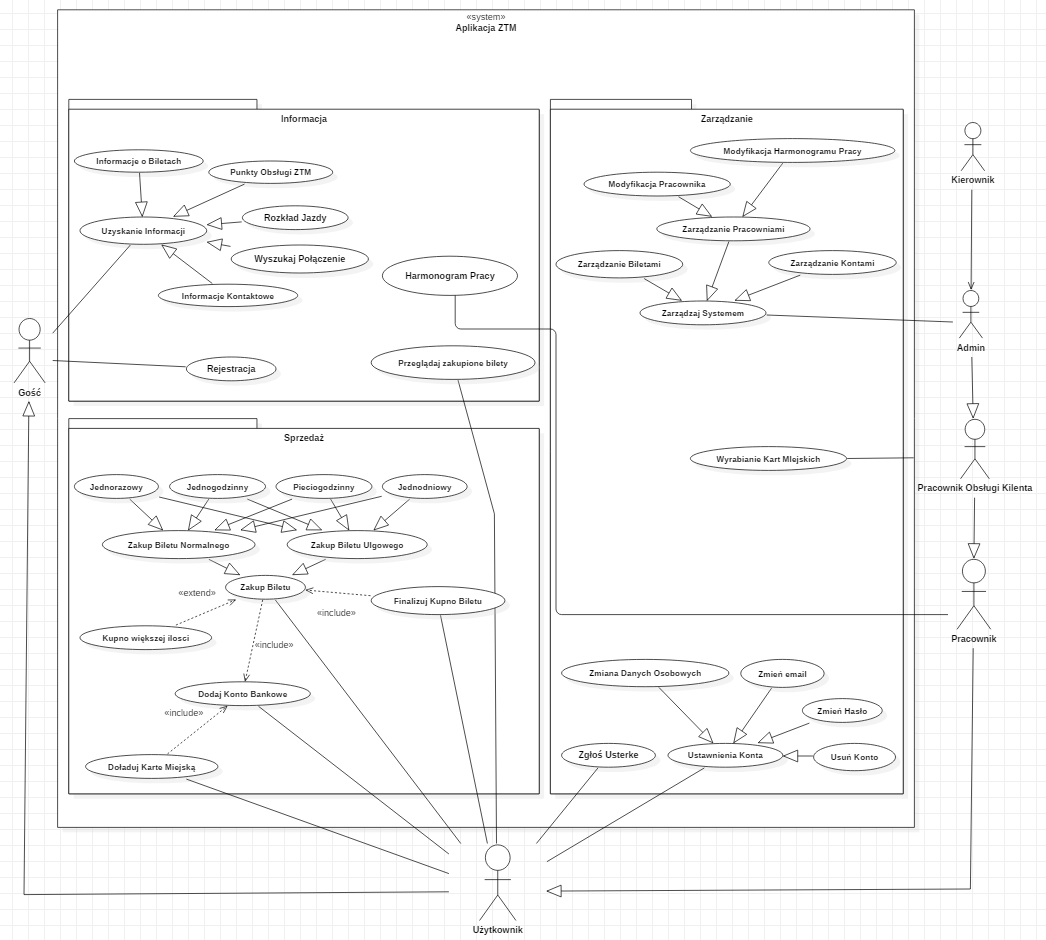 «system»
Aplikacja ZTM
Informacja
Informacje o Biletach
Punkty Obsługi ZTM
Rozkład Jazdy
Uzyskanie Informacji
Wyszukaj Połączenie
Informacje Kontaktowe
Harmonogram Pracy
Przeglądaj zakupione bilety
Rejestracja
Gość
Zarządzanie
Modyfikacja Harmonogramu Pracy
Modyfikacja Pracownika
Zarządzanie Pracowniami
Zarządzanie Biletami
Zarządzanie Kontami
Zarządzaj Systemem
Wyrabianie Kart MIejskich
Zmiana Danych Osobowych
Zmień email
Zmień Hasło
Zgłoś Usterke
Ustawnienia Konta
Usuń Konto
Kierownik
Admin
Pracownik Obsługi Kilenta
Pracownik
Sprzedaż
Jednorazowy
Jednogodzinny
Pieciogodzinny
Jednodniowy
Zakup Biletu Normalnego
Zakup Biletu Ulgowego
Zakup Biletu
«extend»
Finalizuj Kupno Biletu
«include»
Kupno większej ilosci
«include»
Dodaj Konto Bankowe
«include»
Doładuj Karte Miejską
Użytkownik